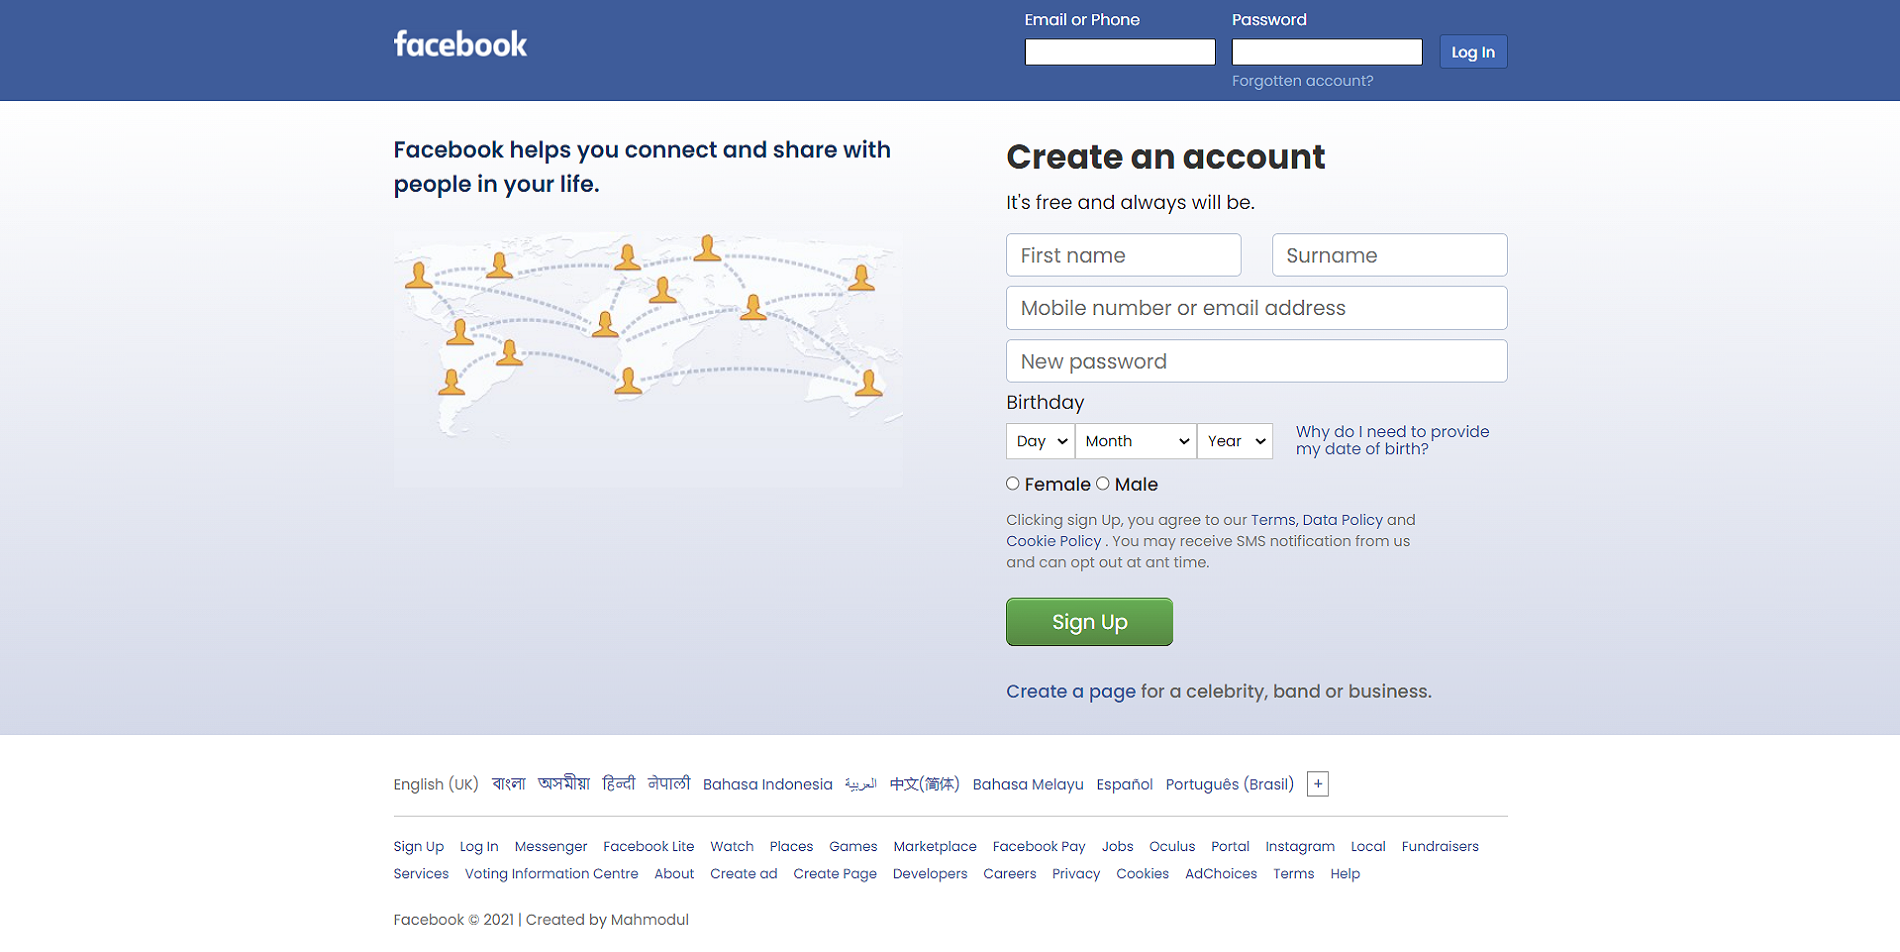 facebook
Email or Phone
Password
Log In
Forgotten account?
Facebook helps you connect and share with
people in your life.
Create an account
It's free and always will be.
First name
Surname
Mobile number or email address
New password
Birthday
Day
Month
Year
Why do I need to provide
my date of birth?
Female
Male
Clicking sign Up, you agree to our Terms, Data Policy and
Cookie Policy . You may receive SMS notification from us
and can opt out at ant time.
Sign Up
Create a page for a celebrity, band or business.
English (UK) বাংলা অসমীয়া हिन्दी नेपाली Bahasa Indonesia العربية 中文(简体) Bahasa Melayu Español Português (Brasil) +
Sign Up Log In Messenger Facebook Lite Watch Places Games Marketplace Facebook Pay Jobs Oculus Portal Instagram Local Fundraisers
Services Voting Information Centre About Create ad Create Page Developers Careers Privacy Cookies AdChoices Terms Help
Facebook © 2021 | Created by Mahmodul